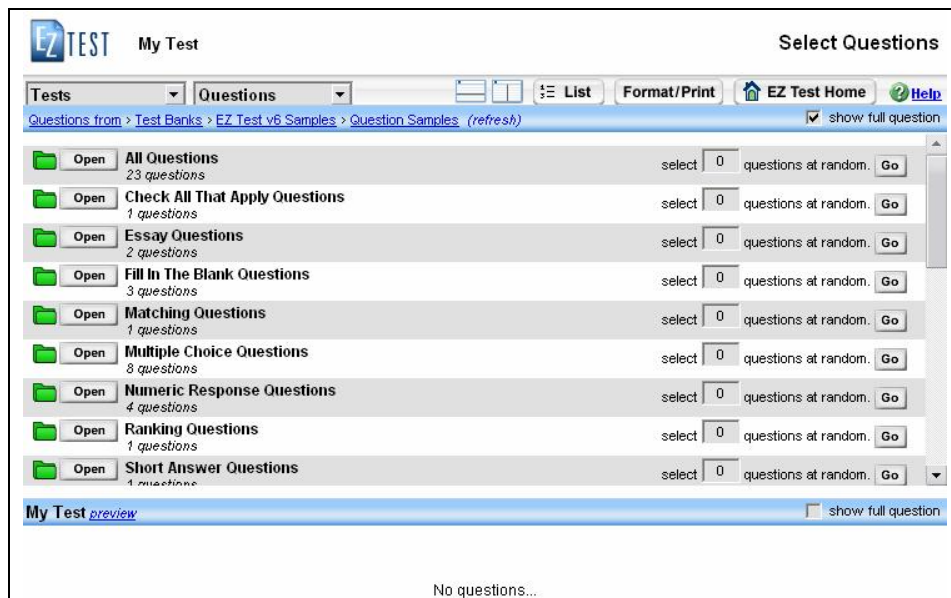 EZ TEST My Test Select Questions
Tests Questions List Format/Print EZ Test Home Help
Questions from > Test Banks > EZ Test v6 Samples > Question Samples (refresh) show full question
Open All Questions select 0 questions at random. Go
23 questions
Open Check All That Apply Questions select 0 questions at random. Go
1 questions
Open Essay Questions select 0 questions at random. Go
2 questions
Open Fill In The Blank Questions select 0 questions at random. Go
3 questions
Open Matching Questions select 0 questions at random. Go
1 questions
Open Multiple Choice Questions select 0 questions at random. Go
8 questions
Open Numeric Response Questions select 0 questions at random. Go
4 questions
Open Ranking Questions select 0 questions at random. Go
1 questions
Open Short Answer Questions select 0 questions at random. Go
1 questions
My Test preview show full question
No questions...